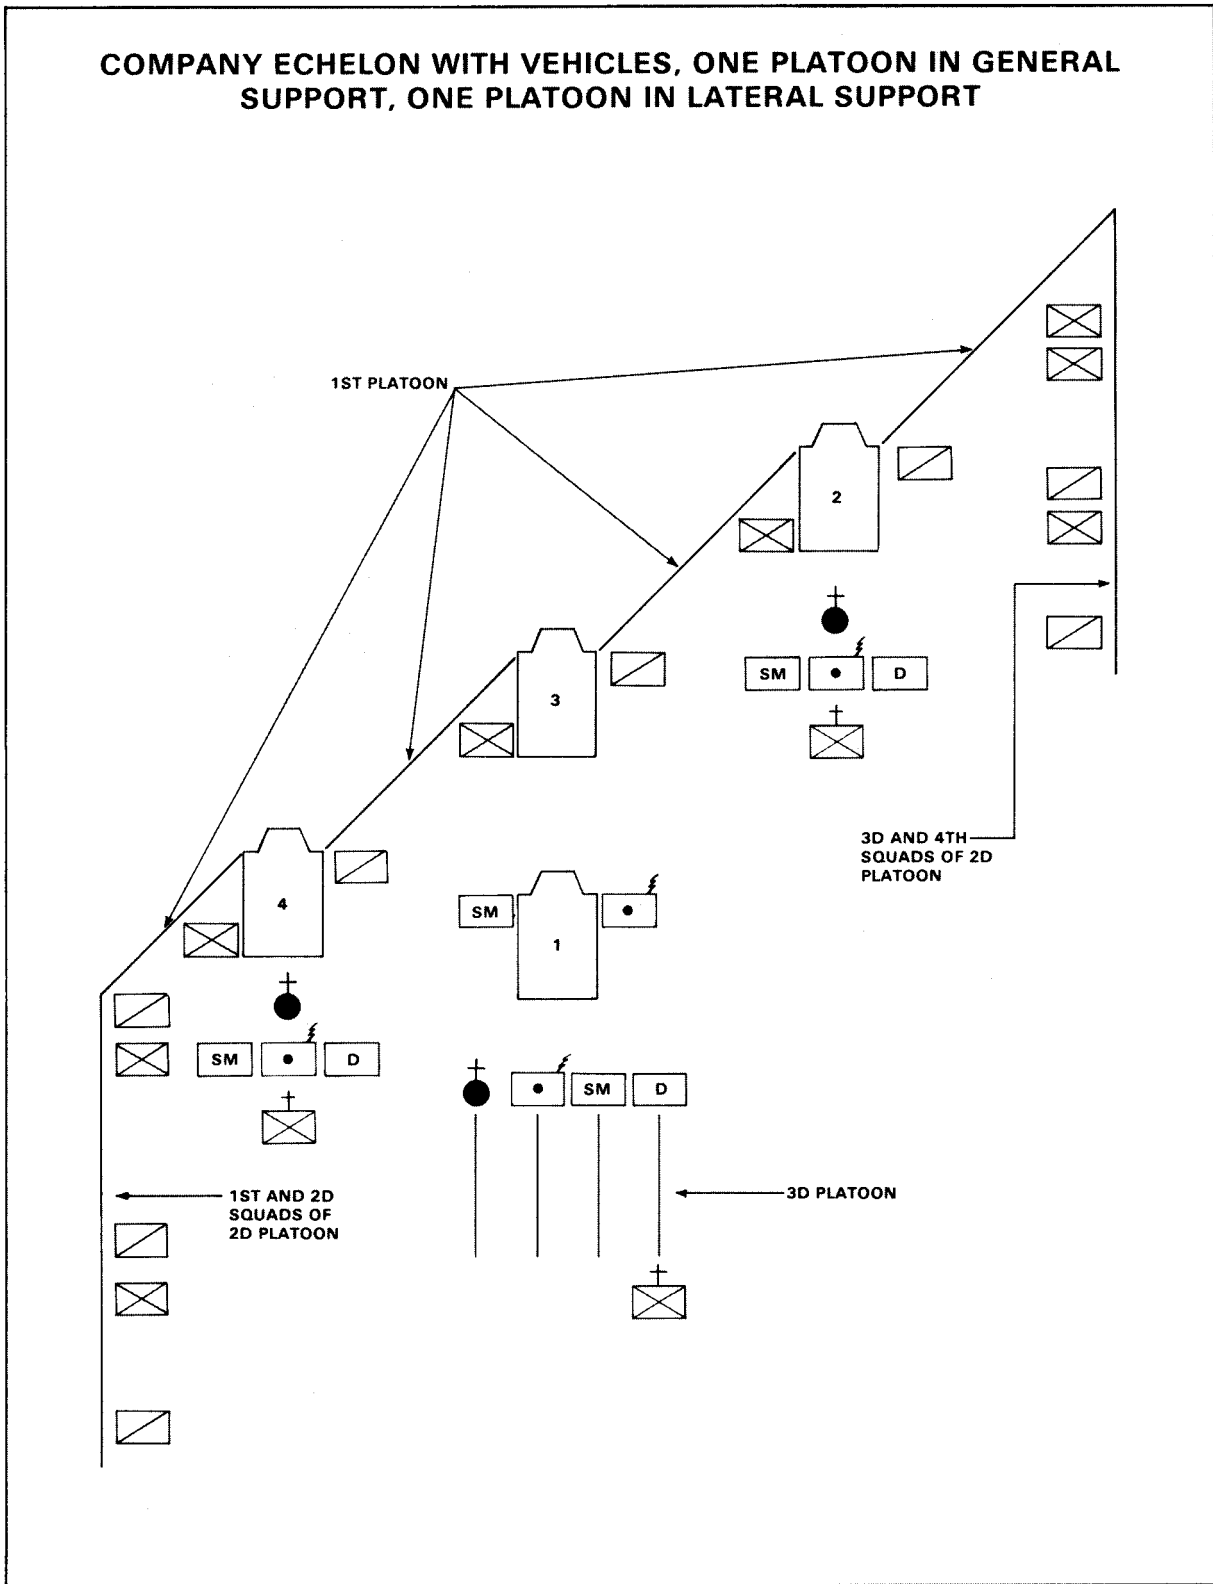 COMPANY ECHELON WITH VEHICLES, ONE PLATOON IN GENERAL
SUPPORT, ONE PLATOON IN LATERAL SUPPORT
1ST PLATOON
2
SM
D
3
3D AND 4TH
SQUADS OF 2D
PLATOON
4
SM
1
SM
D
SM
D
1ST AND 2D
SQUADS OF
2D PLATOON
3D PLATOON